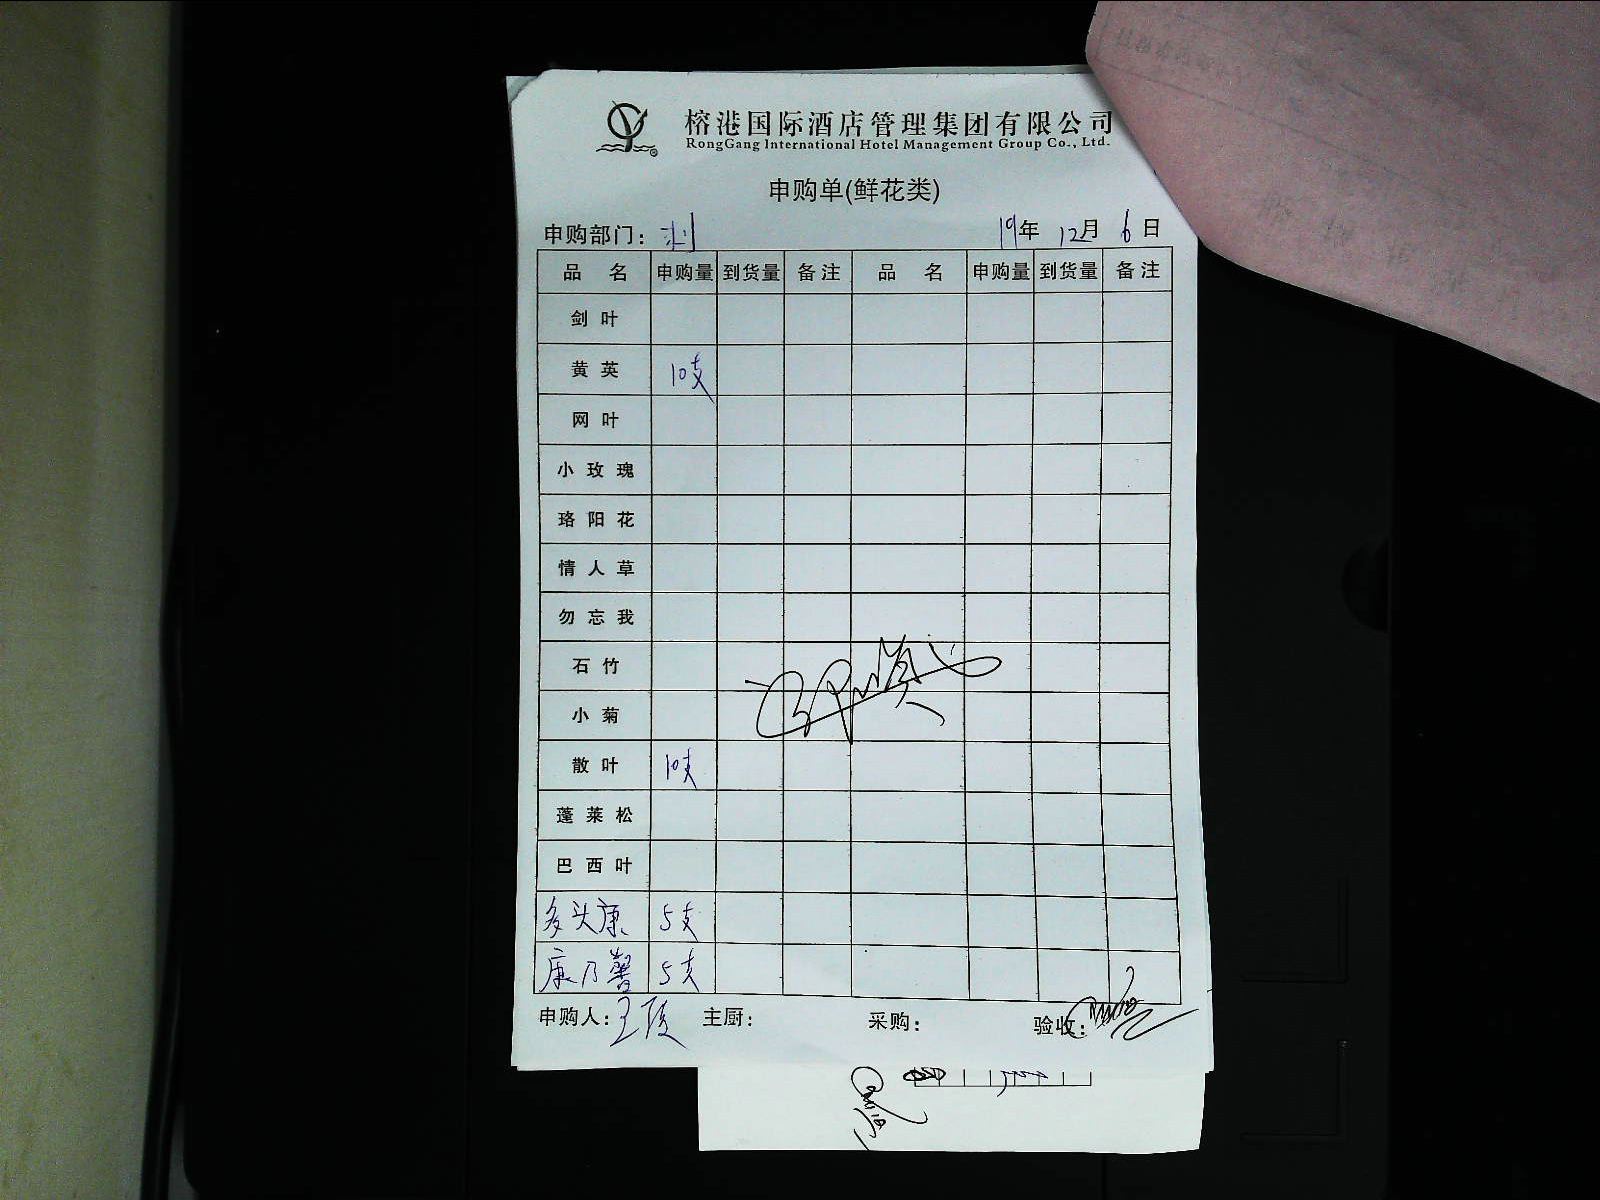 榕港国际酒店管理集团有限公司
RongGang International Hotel Management Group Co., Ltd.
申购单(鲜花类)
申购部门： 19年 12月 6日
品名 申购量 到货量 备注 品名 申购量 到货量 备注
剑叶
黄英 10支
网叶
小玫瑰
珞阳花
情人草
勿忘我
石竹
小菊
散叶 10支
蓬莱松
巴西叶
多头康 5支
康乃馨 5支
申购人： 主厨： 采购： 验收：